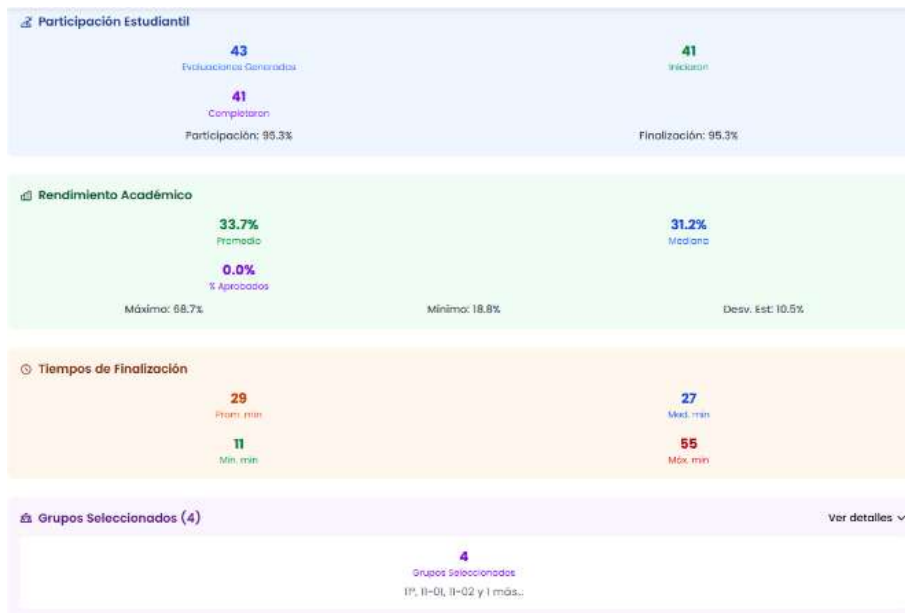 Participación Estudiantil
43
Evaluaciones Generadas
41
Iniciaron
41
Completaron
Participación: 95.3%
Finalización: 95.3%
Rendimiento Académico
33.7%
Promedio
31.2%
Mediana
0.0%
% Aprobados
Máximo: 68.7%
Mínimo: 18.8%
Desv. Est: 10.5%
Tiempos de Finalización
29
Prom. min
27
Med. min
11
Mín. min
55
Máx. min
Grupos Seleccionados (4)
Ver detalles
4
Grupos Seleccionados
11°, 11-01, 11-02 y 1 más...